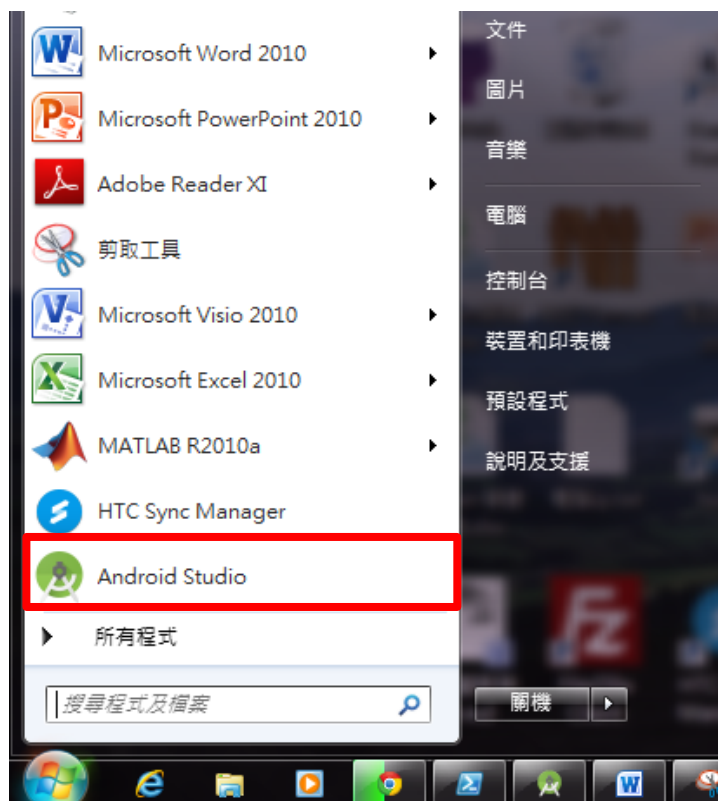 Microsoft Word 2010
Microsoft PowerPoint 2010
Adobe Reader XI
剪取工具
Microsoft Visio 2010
Microsoft Excel 2010
MATLAB R2010a
HTC Sync Manager
Android Studio
所有程式
搜尋程式及檔案
文件
圖片
音樂
電腦
控制台
裝置和印表機
預設程式
說明及支援
關機